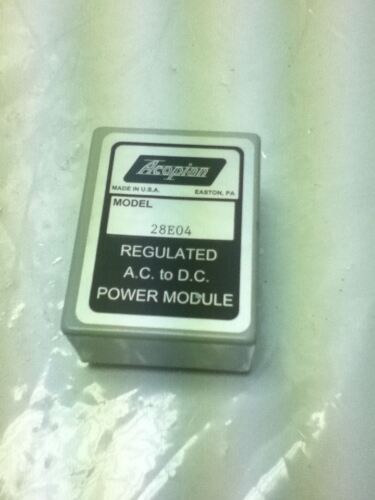 Acopian
MADE IN U.S.A. EASTON, PA
MODEL
28E04
REGULATED
A.C. to D.C.
POWER MODULE